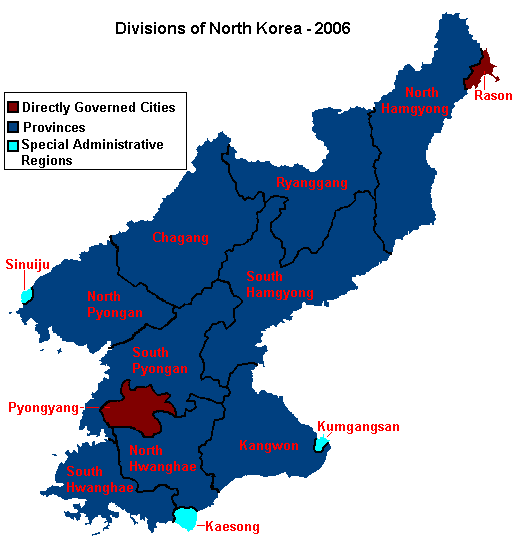 Divisions of North Korea - 2006
Directly Governed Cities
Provinces
Special Administrative
Regions
North
Hamgyong
Rason
Ryanggang
Chagang
Sinuiju
South
Hamgyong
North
Pyongan
South
Pyongan
Pyongyang
Kumgangsan
Kangwon
North
Hwanghae
South
Hwanghae
Kaesong